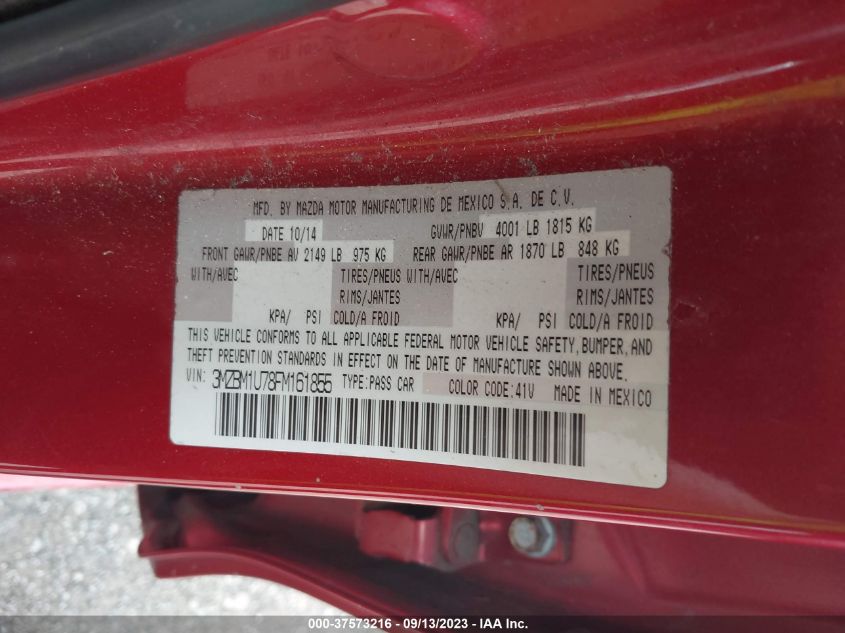 MFD. BY MAZDA MOTOR MANUFACTURING DE MEXICO S.A. DE C.V.
DATE 10/14 GVWR/PNBV 4001 LB 1815 KG
FRONT GAWR/PNBE AV 2149 LB 975 KG REAR GAWR/PNBE AR 1870 LB 848 KG
WITH/AVEC TIRES/PNEUS WITH/AVEC TIRES/PNEUS
RIMS/JANTES RIMS/JANTES
KPA/ PSI COLD/A FROID KPA/ PSI COLD/A FROID
THIS VEHICLE CONFORMS TO ALL APPLICABLE FEDERAL MOTOR VEHICLE SAFETY, BUMPER, AND
THEFT PREVENTION STANDARDS IN EFFECT ON THE DATE OF MANUFACTURE SHOWN ABOVE.
VIN: 3MZBM1U78FM161855 TYPE:PASS CAR COLOR CODE:41V MADE IN MEXICO
000-37573216 - 09/13/2023 - IAA Inc.